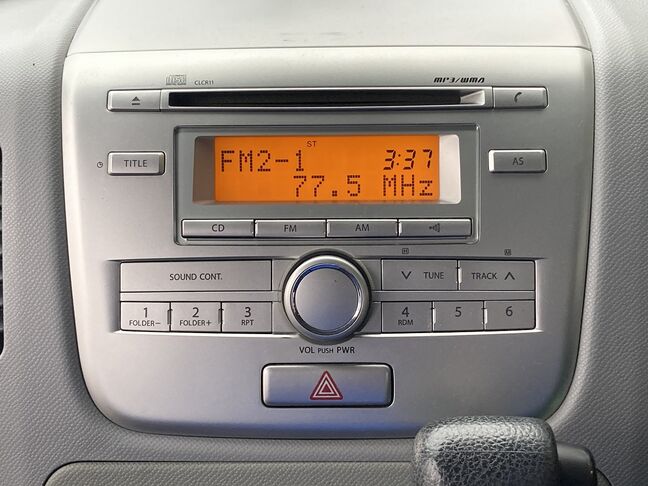 CLCR11
MP3/WMA
TITLE
ST
FM2-1
3:37
77.5 MHz
AS
CD
FM
AM
SOUND CONT.
H
M
TUNE
TRACK
1
FOLDER−
2
FOLDER+
3
RPT
4
RDM
5
6
VOL PUSH PWR